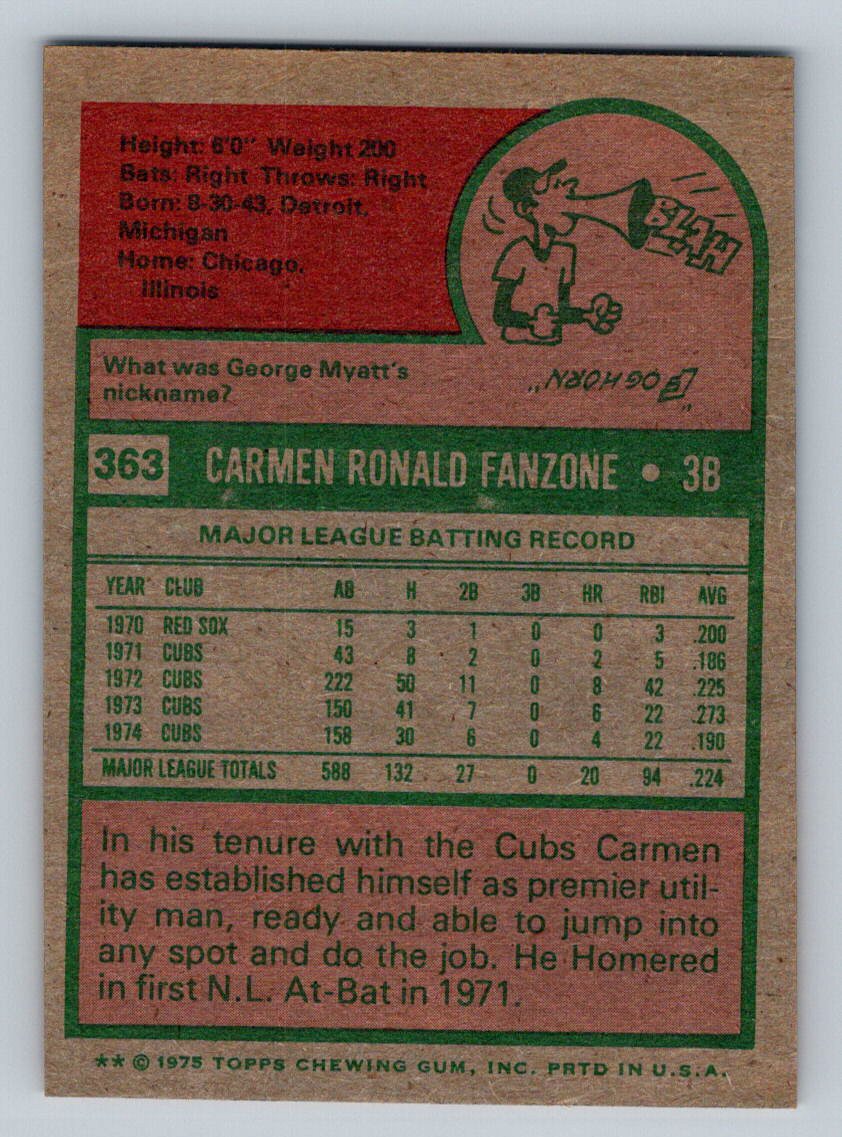 Height: 6'0" Weight 200
Bats: Right Throws: Right
Born: 8-30-43, Detroit,
Michigan
Home: Chicago,
Illinois
BLAH
What was George Myatt's
nickname?
"FOGHORN"
363 CARMEN RONALD FANZONE • 3B
MAJOR LEAGUE BATTING RECORD
YEAR CLUB AB H 2B 3B HR RBI AVG
1970 RED SOX 15 3 1 0 0 3 .200
1971 CUBS 43 8 2 0 2 5 .186
1972 CUBS 222 50 11 0 8 42 .225
1973 CUBS 150 41 7 0 6 22 .273
1974 CUBS 158 30 6 0 4 22 .190
MAJOR LEAGUE TOTALS 588 132 27 0 20 94 .224
In his tenure with the Cubs Carmen
has established himself as premier util-
ity man, ready and able to jump into
any spot and do the job. He Homered
in first N.L. At-Bat in 1971.
** © 1975 TOPPS CHEWING GUM, INC. PRTD IN U.S.A.